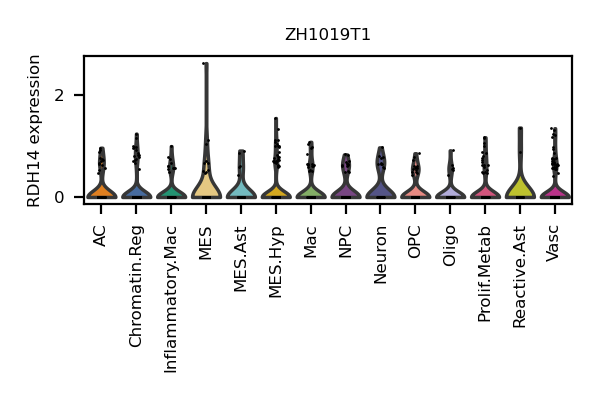 ZH1019T1
RDH14 expression
2
0
AC
Chromatin.Reg
Inflammatory.Mac
MES
MES.Ast
MES.Hyp
Mac
NPC
Neuron
OPC
Oligo
Prolif.Metab
Reactive.Ast
Vasc